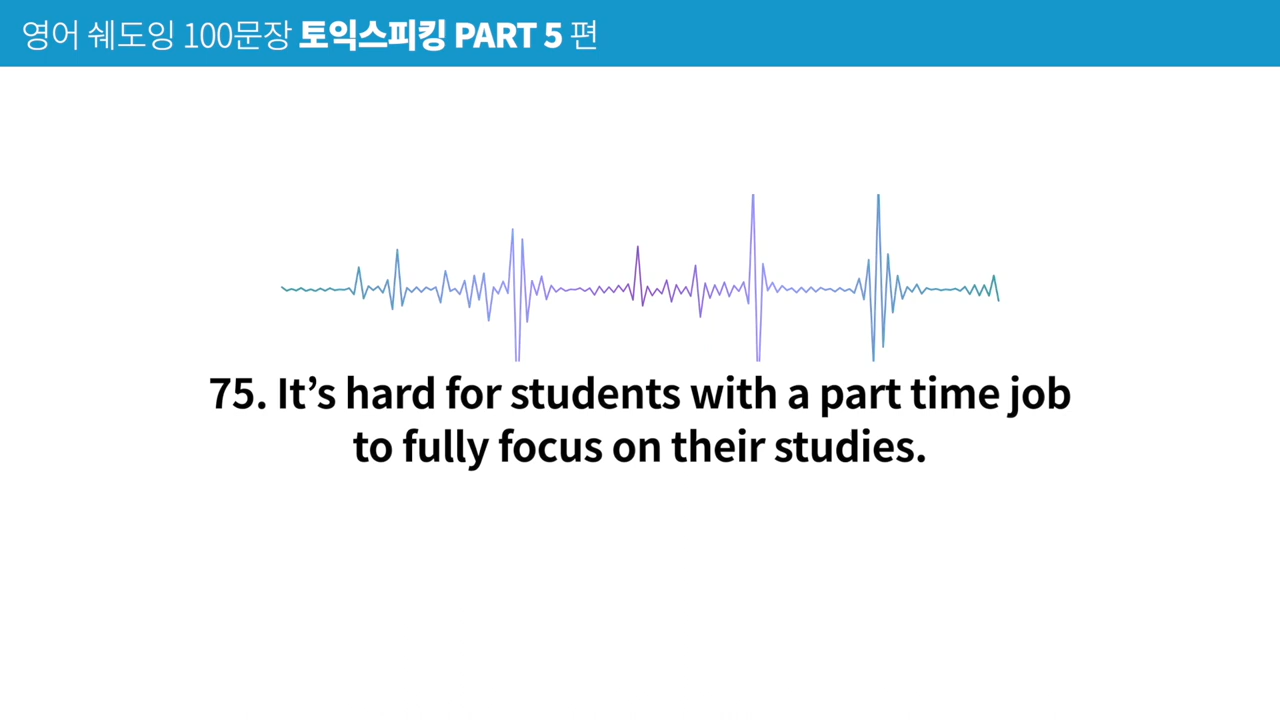 영어 쉐도잉 100문장 토익스피킹 PART 5 편
75. It’s hard for students with a part time job
to fully focus on their studies.